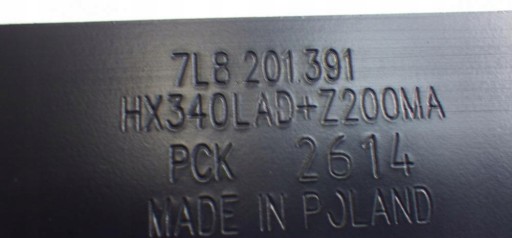 7L8 201 391
HX340LAD+Z200MA
PCK 2614
MADE IN POLAND